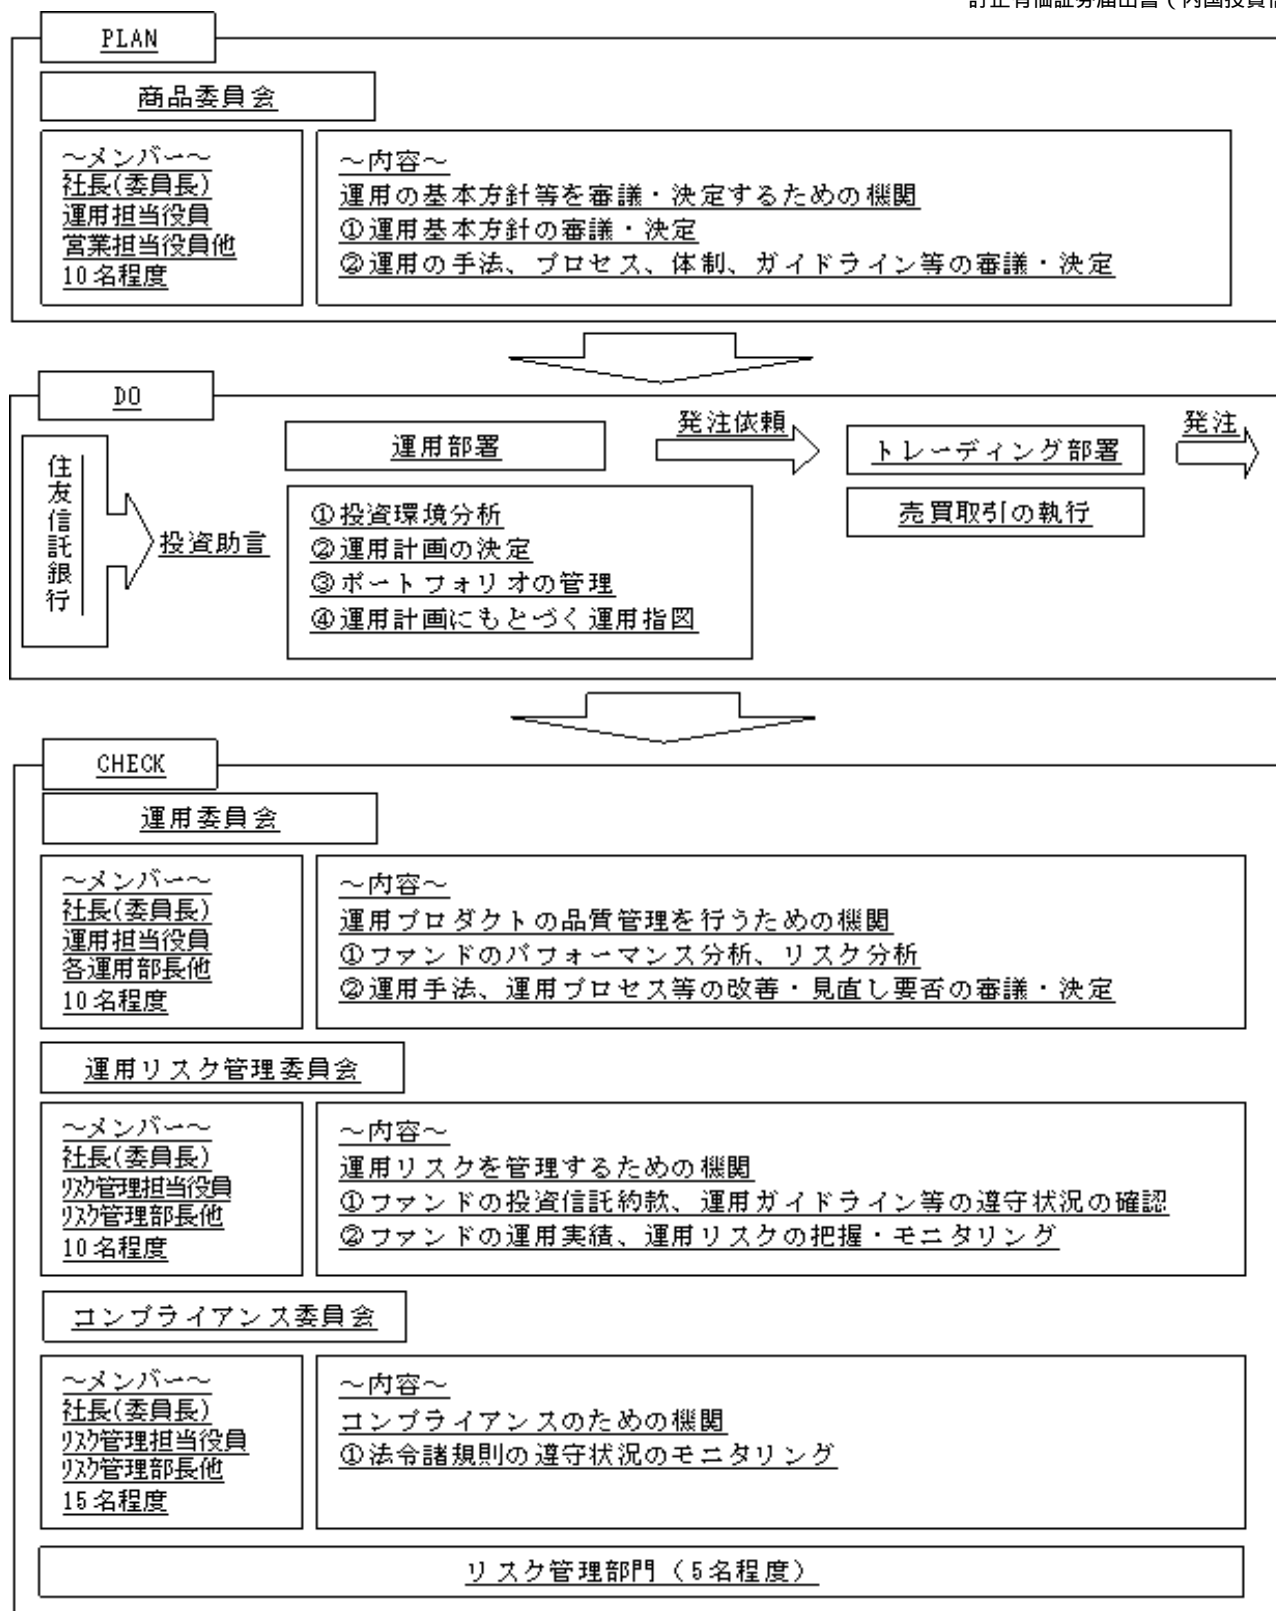 訂正有価証券届出書(内国投資信
PLAN
商品委員会
～メンバー～
社長(委員長)
運用担当役員
営業担当役員他
10名程度
～内容～
運用の基本方針等を審議・決定するための機関
①運用基本方針の審議・決定
②運用の手法、プロセス、体制、ガイドライン等の審議・決定
DO
住友信託銀行
投資助言
運用部署
①投資環境分析
②運用計画の決定
③ポートフォリオの管理
④運用計画にもとづく運用指図
発注依頼
トレーディング部署
売買取引の執行
発注
CHECK
運用委員会
～メンバー～
社長(委員長)
運用担当役員
各運用部長他
10名程度
～内容～
運用プロダクトの品質管理を行うための機関
①ファンドのパフォーマンス分析、リスク分析
②運用手法、運用プロセス等の改善・見直し要否の審議・決定
運用リスク管理委員会
～メンバー～
社長(委員長)
ﾘｽｸ管理担当役員
ﾘｽｸ管理部長他
10名程度
～内容～
運用リスクを管理するための機関
①ファンドの投資信託約款、運用ガイドライン等の遵守状況の確認
②ファンドの運用実績、運用リスクの把握・モニタリング
コンプライアンス委員会
～メンバー～
社長(委員長)
ﾘｽｸ管理担当役員
ﾘｽｸ管理部長他
15名程度
～内容～
コンプライアンスのための機関
①法令諸規則の遵守状況のモニタリング
リスク管理部門（5名程度）